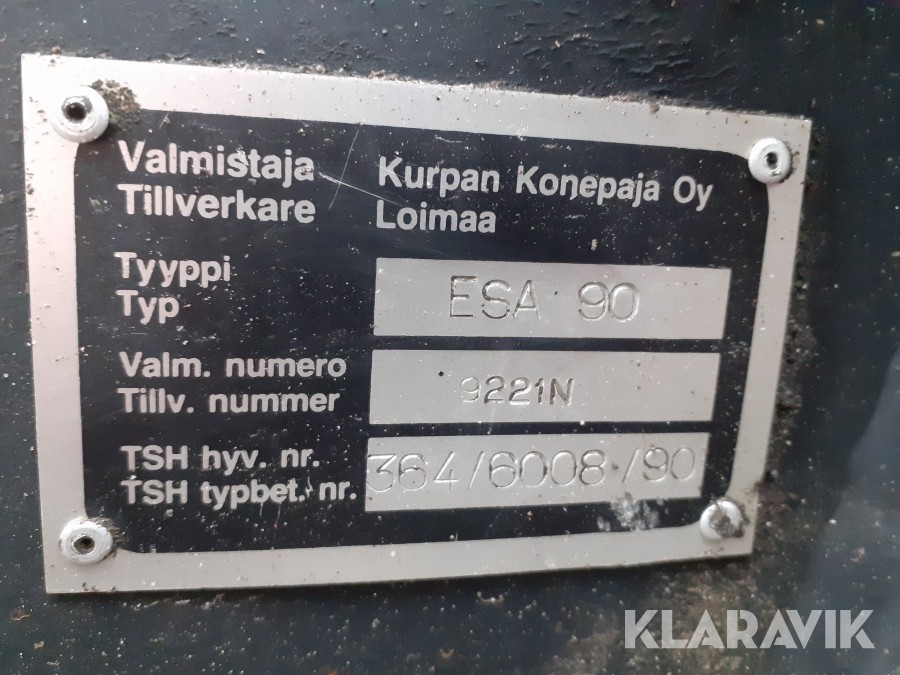 Valmistaja Kurpan Konepaja Oy
Tillverkare Loimaa
Tyyppi
Typ ESA 90
Valm. numero
Tillv. nummer 9221N
TSH hyv. nr.
TSH typbet. nr. 364/6008/90
KLARAVIK